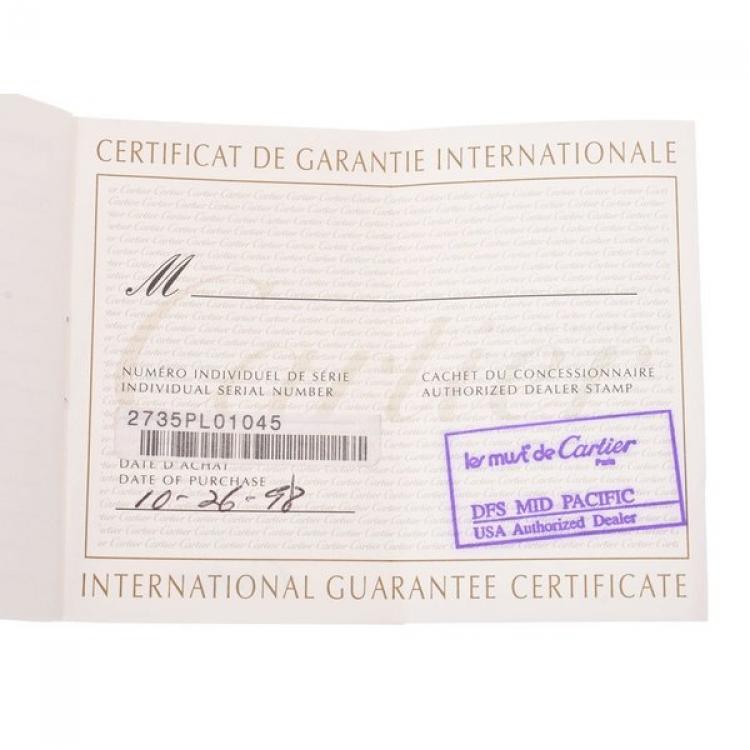 CERTIFICAT DE GARANTIE INTERNATIONALE
M
Cartier
NUMÉRO INDIVIDUEL DE SÉRIE
INDIVIDUAL SERIAL NUMBER
2735PL01045
DATE D'ACHAT
DATE OF PURCHASE
10-26-98
CACHET DU CONCESSIONNAIRE
AUTHORIZED DEALER STAMP
les must de Cartier
Paris
DFS MID PACIFIC
USA Authorized Dealer
INTERNATIONAL GUARANTEE CERTIFICATE